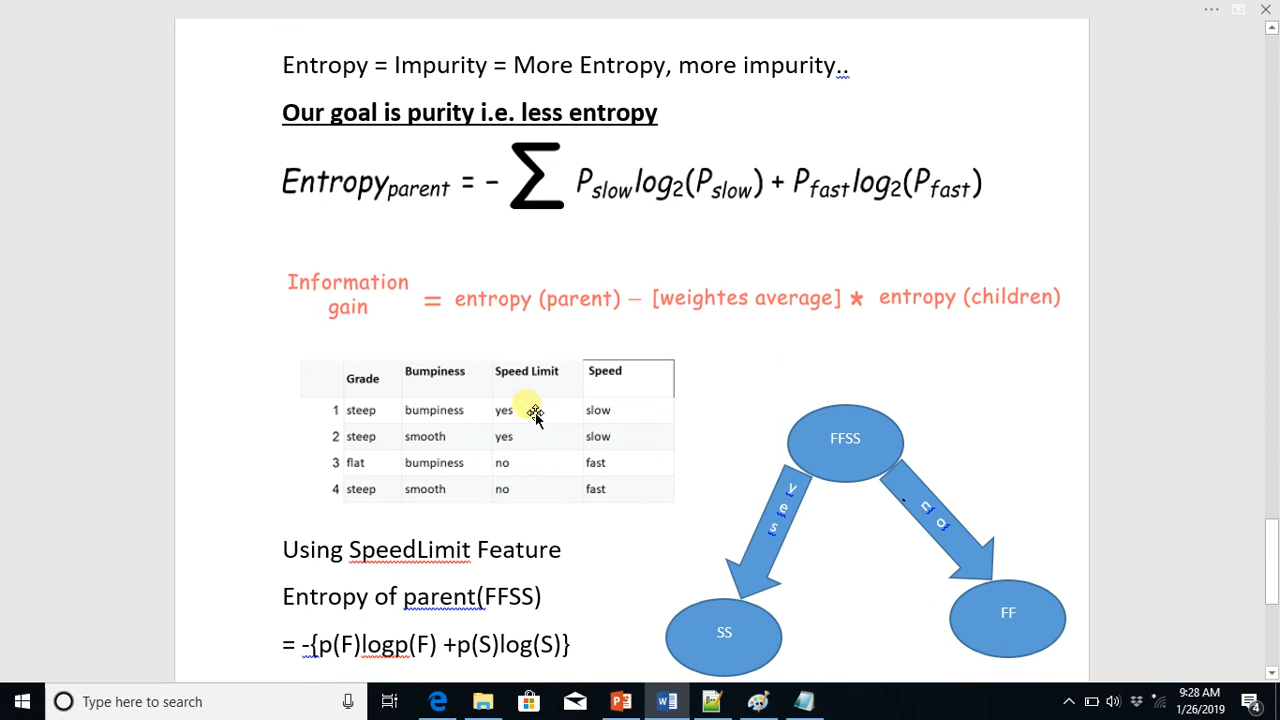 Entropy = Impurity = More Entropy, more impurity..
Our goal is purity i.e. less entropy
Entropyparent = - ∑ Pslowlog2(Pslow) + Pfastlog2(Pfast)
Information gain = entropy (parent) – [weightes average] * entropy (children)
Grade Bumpiness Speed Limit Speed
1 steep bumpiness yes slow
2 steep smooth yes slow
3 flat bumpiness no fast
4 steep smooth no fast
FFSS
yes
no
SS
FF
Using SpeedLimit Feature
Entropy of parent(FFSS)
= -{p(F)logp(F) +p(S)log(S)}
Type here to search
9:28 AM
1/26/2019
4